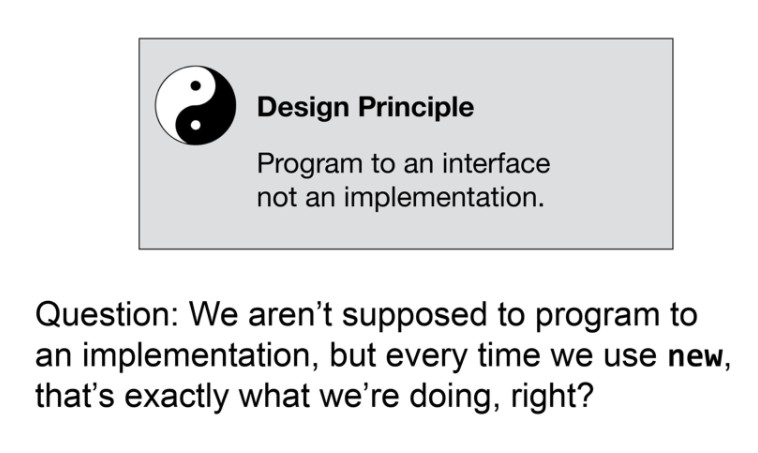 Design Principle
Program to an interface
not an implementation.
Question: We aren’t supposed to program to
an implementation, but every time we use new,
that’s exactly what we’re doing, right?